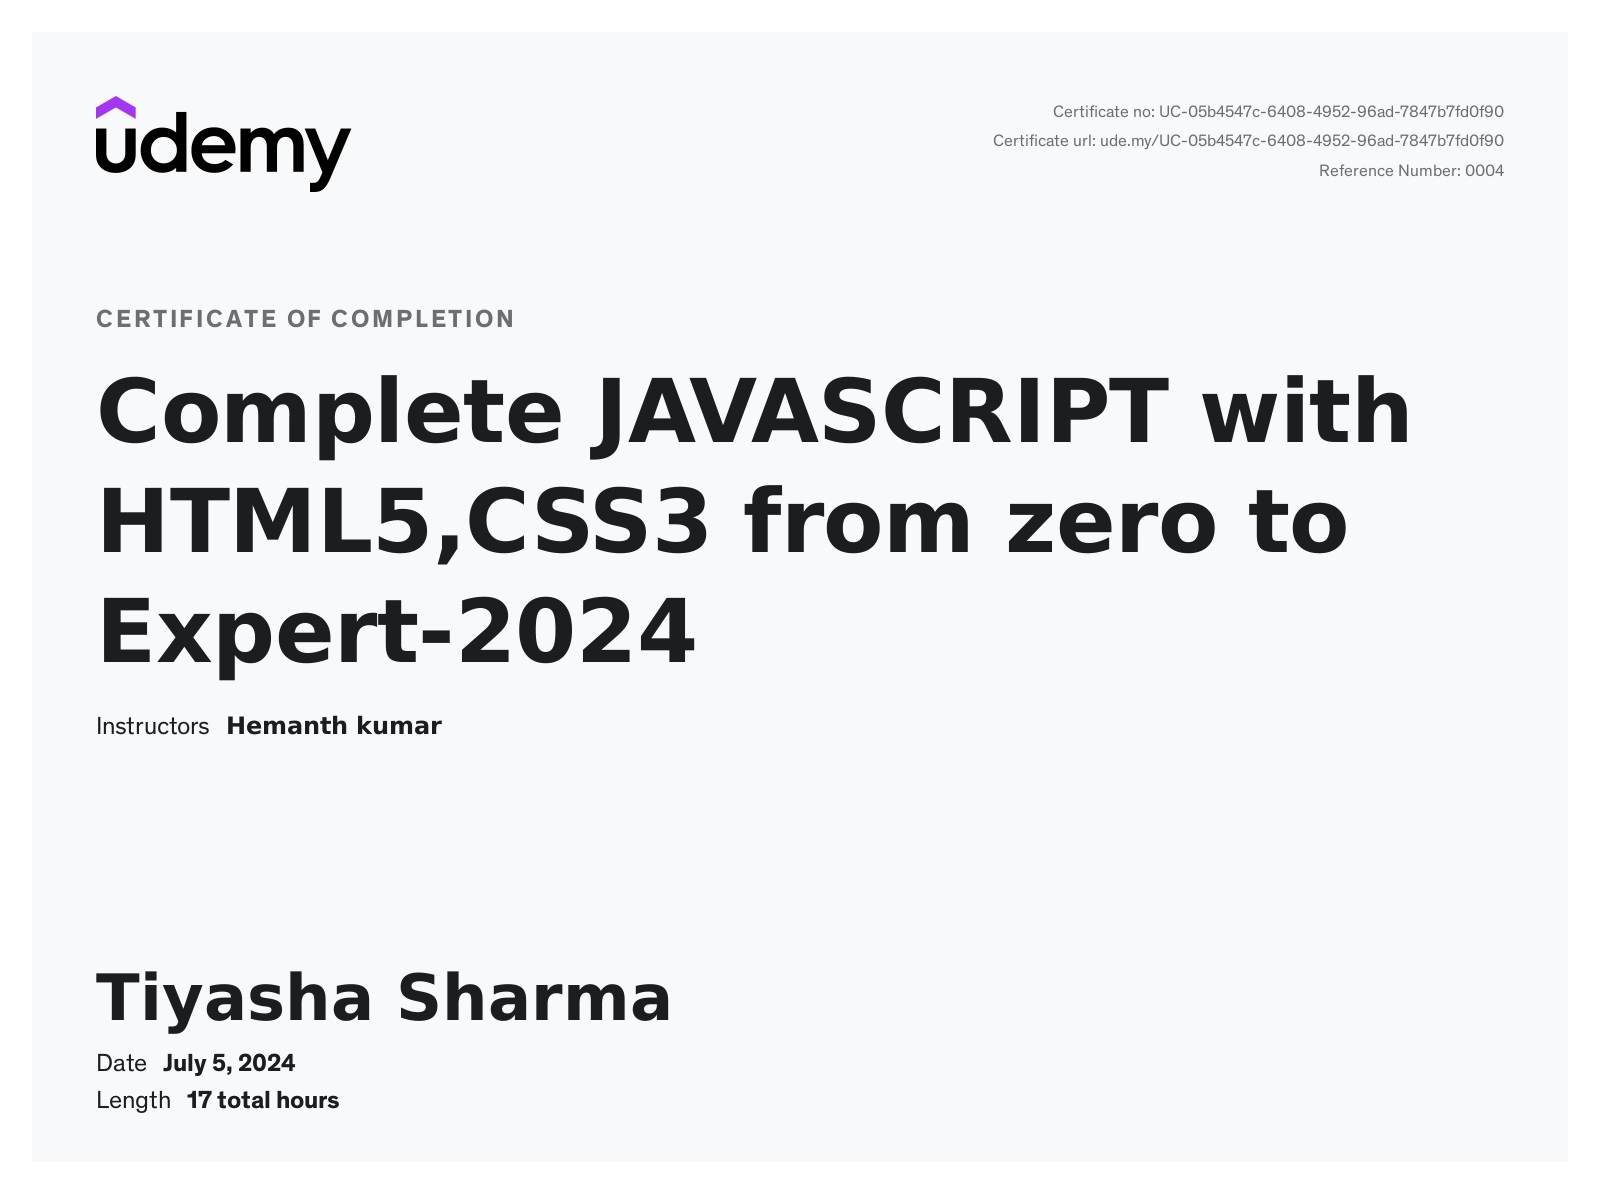 udemy
Certificate no: UC-05b4547c-6408-4952-96ad-7847b7fd0f90
Certificate url: ude.my/UC-05b4547c-6408-4952-96ad-7847b7fd0f90
Reference Number: 0004
CERTIFICATE OF COMPLETION
Complete JAVASCRIPT with
HTML5,CSS3 from zero to
Expert-2024
Instructors Hemanth kumar
Tiyasha Sharma
Date July 5, 2024
Length 17 total hours